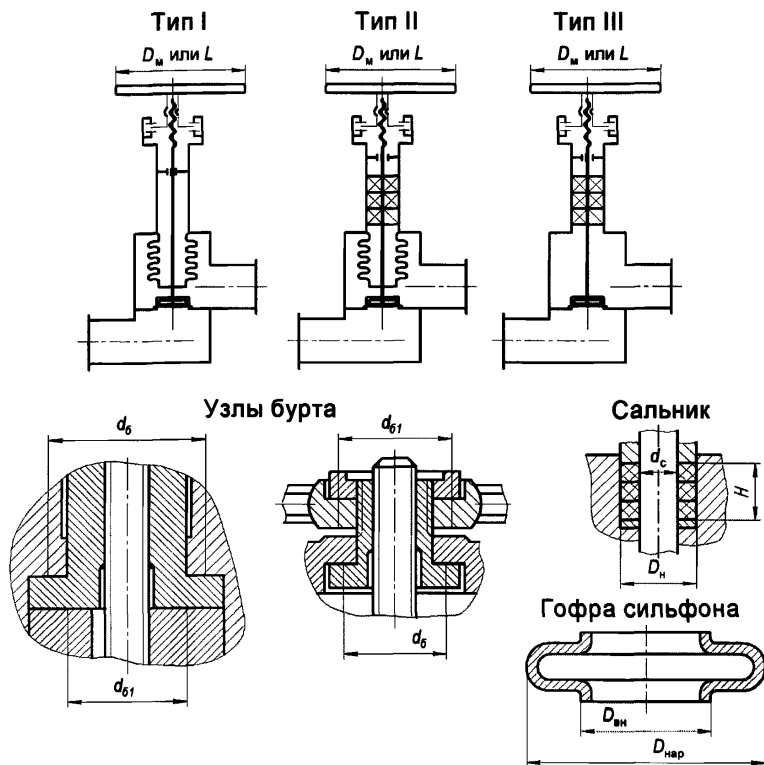 Тип I
Тип II
Тип III
Dм или L
Dм или L
Dм или L
Узлы бурта
Сальник
dб
dб1
dс
H
Dн
dб1
dб
Гофра сильфона
Dвн
Dнар